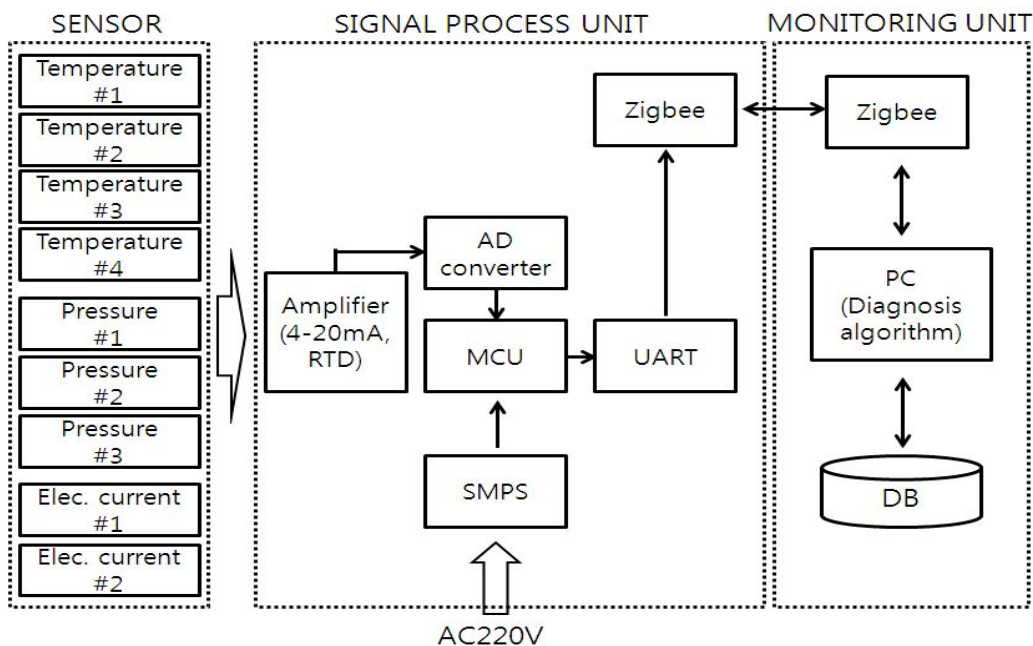 SENSOR
Temperature
#1
Temperature
#2
Temperature
#3
Temperature
#4
Pressure
#1
Pressure
#2
Pressure
#3
Elec. current
#1
Elec. current
#2
SIGNAL PROCESS UNIT
Zigbee
AD
converter
Amplifier
(4-20mA,
RTD)
MCU
UART
SMPS
AC220V
MONITORING UNIT
Zigbee
PC
(Diagnosis
algorithm)
DB